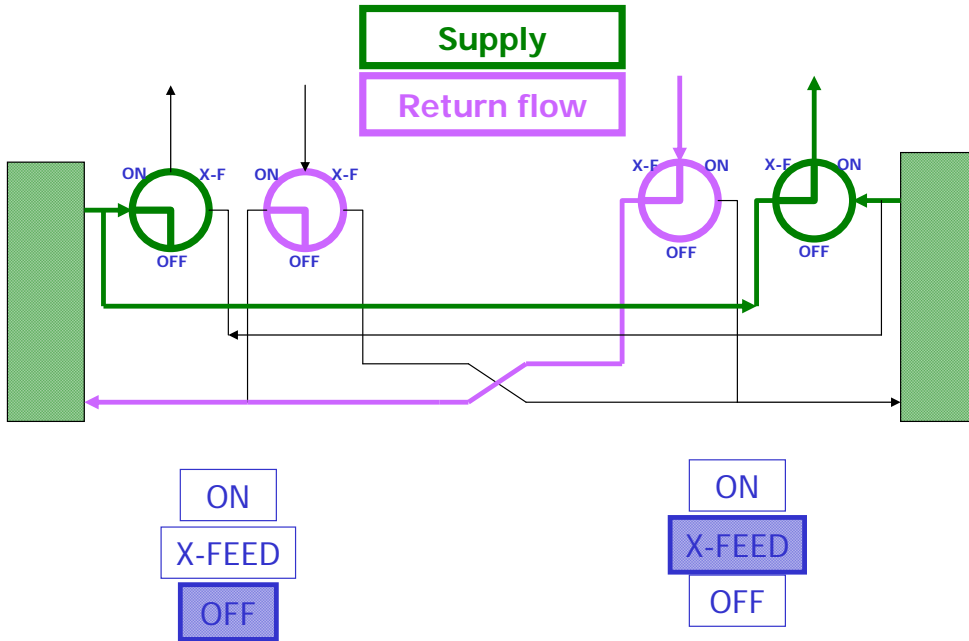 Supply
Return flow
ON X-F ON X-F X-F ON X-F ON
OFF OFF OFF OFF
ON ON
X-FEED X-FEED
OFF OFF